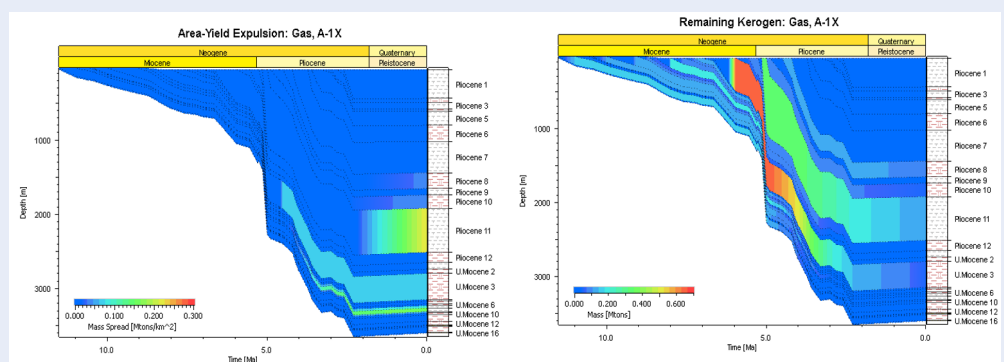 Area-Yield Expulsion: Gas, A-1X
Neogene Quaternary
Miocene Pliocene Pleistocene
Pliocene 1
Pliocene 3
Pliocene 5
Pliocene 6
Pliocene 7
Pliocene 8
Pliocene 9
Pliocene 10
Pliocene 11
Pliocene 12
U.Miocene 2
U.Miocene 3
U.Miocene 6
U.Miocene 10
U.Miocene 12
U.Miocene 16
1000
2000
3000
Depth [m]
0.000 0.100 0.200 0.300
Mass Spread [Mtons/km^2]
10.0 5.0 0.0
Time [Ma]
Remaining Kerogen: Gas, A-1X
Neogene Quaternary
Miocene Pliocene Pleistocene
Pliocene 1
Pliocene 3
Pliocene 5
Pliocene 6
Pliocene 7
Pliocene 8
Pliocene 9
Pliocene 10
Pliocene 11
Pliocene 12
U.Miocene 2
U.Miocene 3
U.Miocene 6
U.Miocene 10
U.Miocene 12
U.Miocene 16
1000
2000
3000
Depth [m]
0.000 0.200 0.400 0.600
Mass [Mtons]
10.0 5.0 0.0
Time [Ma]